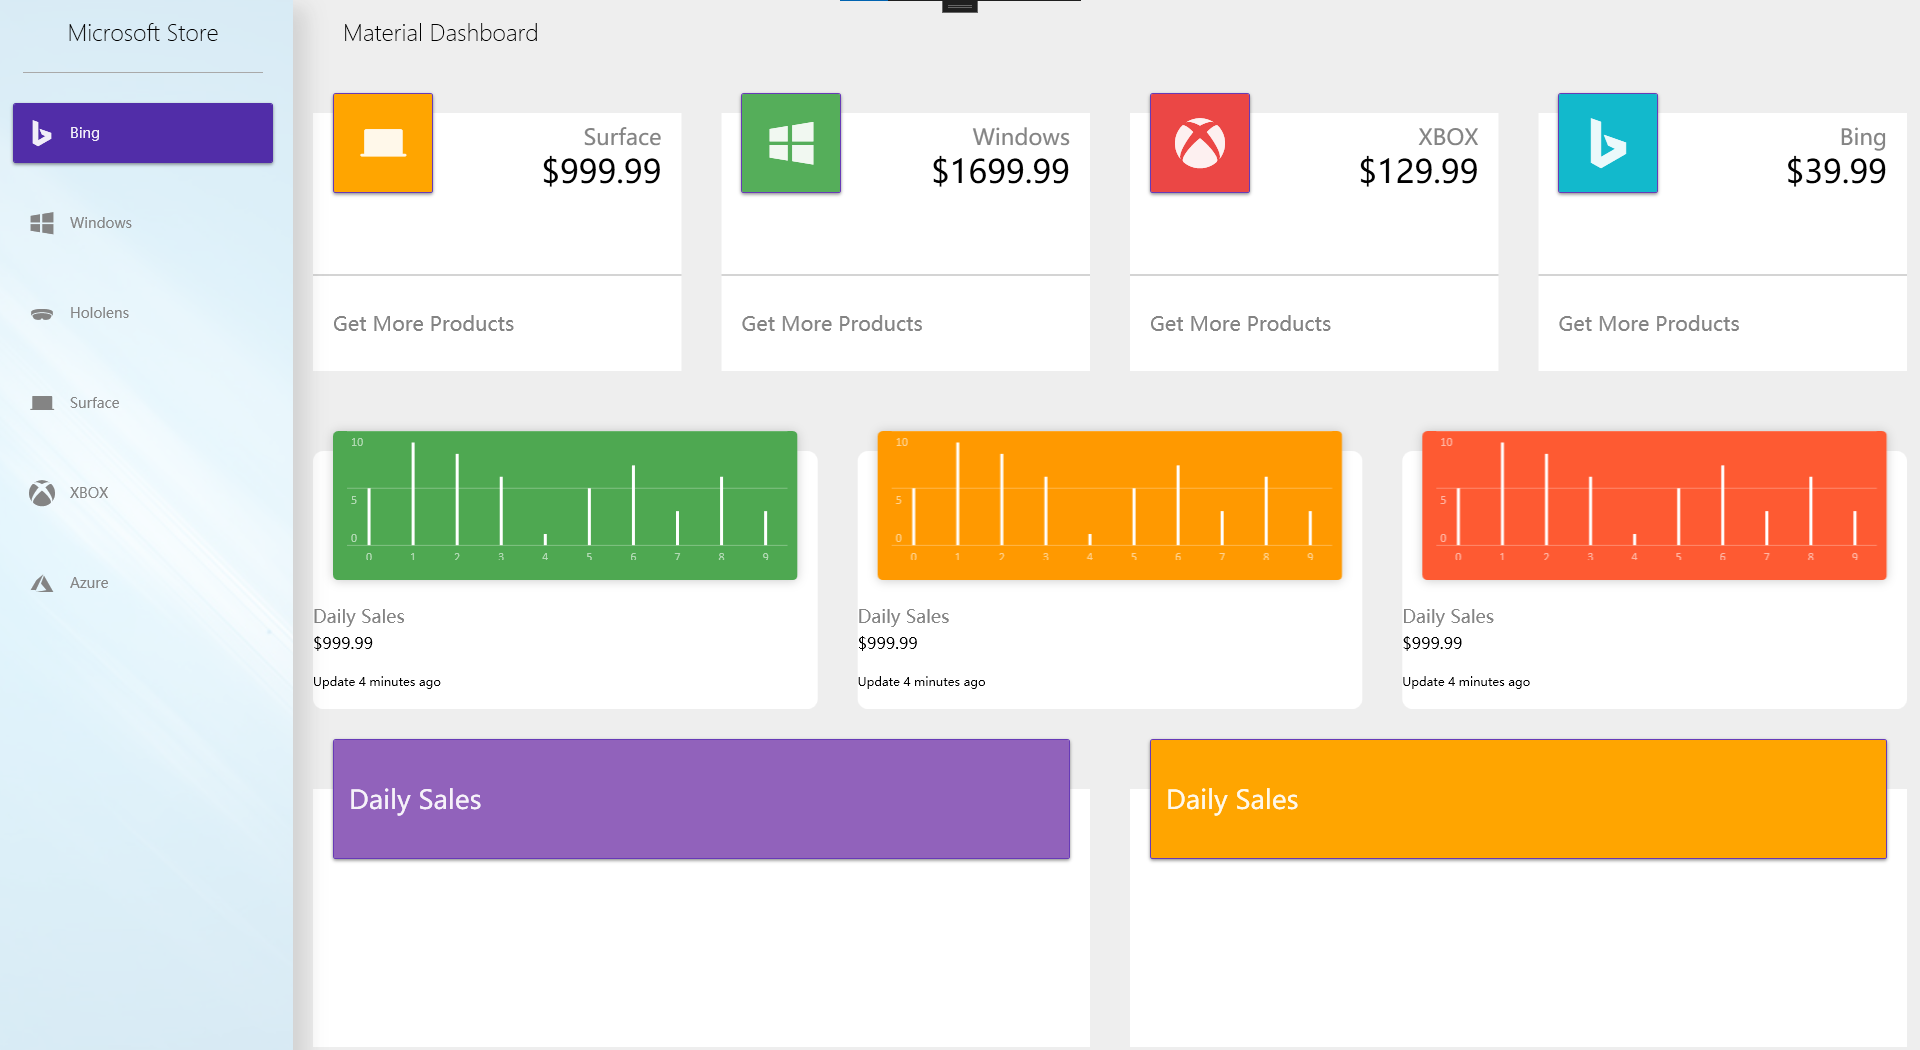 Microsoft Store
Bing
Windows
Hololens
Surface
XBOX
Azure
Material Dashboard
Surface
$999.99
Get More Products
Windows
$1699.99
Get More Products
XBOX
$129.99
Get More Products
Bing
$39.99
Get More Products
10
5
0
0 1 2 3 4 5 6 7 8 9
Daily Sales
$999.99
Update 4 minutes ago
10
5
0
0 1 2 3 4 5 6 7 8 9
Daily Sales
$999.99
Update 4 minutes ago
10
5
0
0 1 2 3 4 5 6 7 8 9
Daily Sales
$999.99
Update 4 minutes ago
Daily Sales
Daily Sales